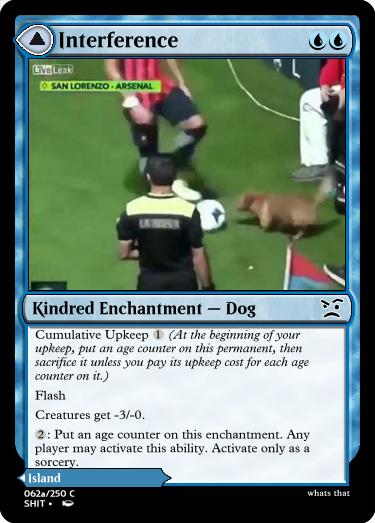 Interference
LiveLeak
SAN LORENZO - ARSENAL
Kindred Enchantment — Dog
Cumulative Upkeep 1 (At the beginning of your
upkeep, put an age counter on this permanent, then
sacrifice it unless you pay its upkeep cost for each age
counter on it.)
Flash
Creatures get -3/-0.
2: Put an age counter on this enchantment. Any
player may activate this ability. Activate only as a
sorcery.
Island
062a/250 C
SHIT •
whats that